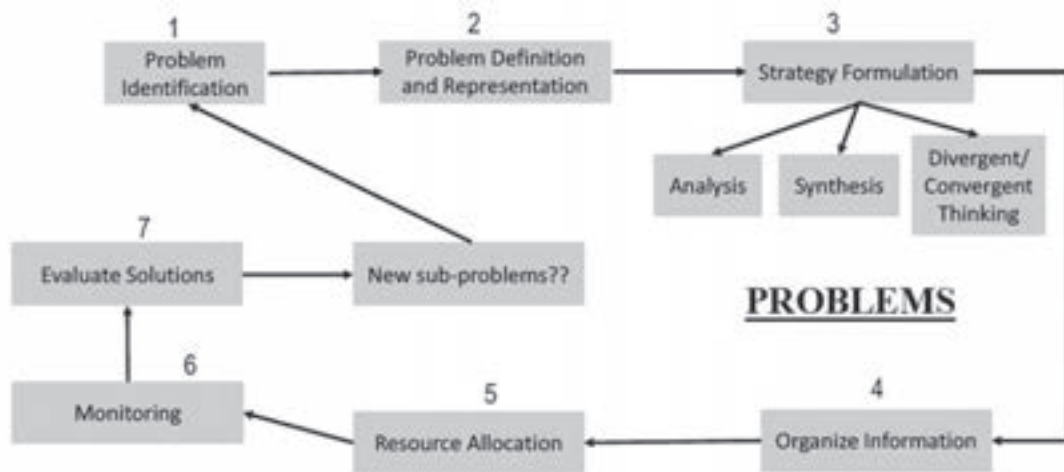 1
Problem
Identification
2
Problem Definition
and Representation
3
Strategy Formulation
Analysis
Synthesis
Divergent/
Convergent
Thinking
7
Evaluate Solutions
New sub-problems??
PROBLEMS
6
Monitoring
5
Resource Allocation
4
Organize Information